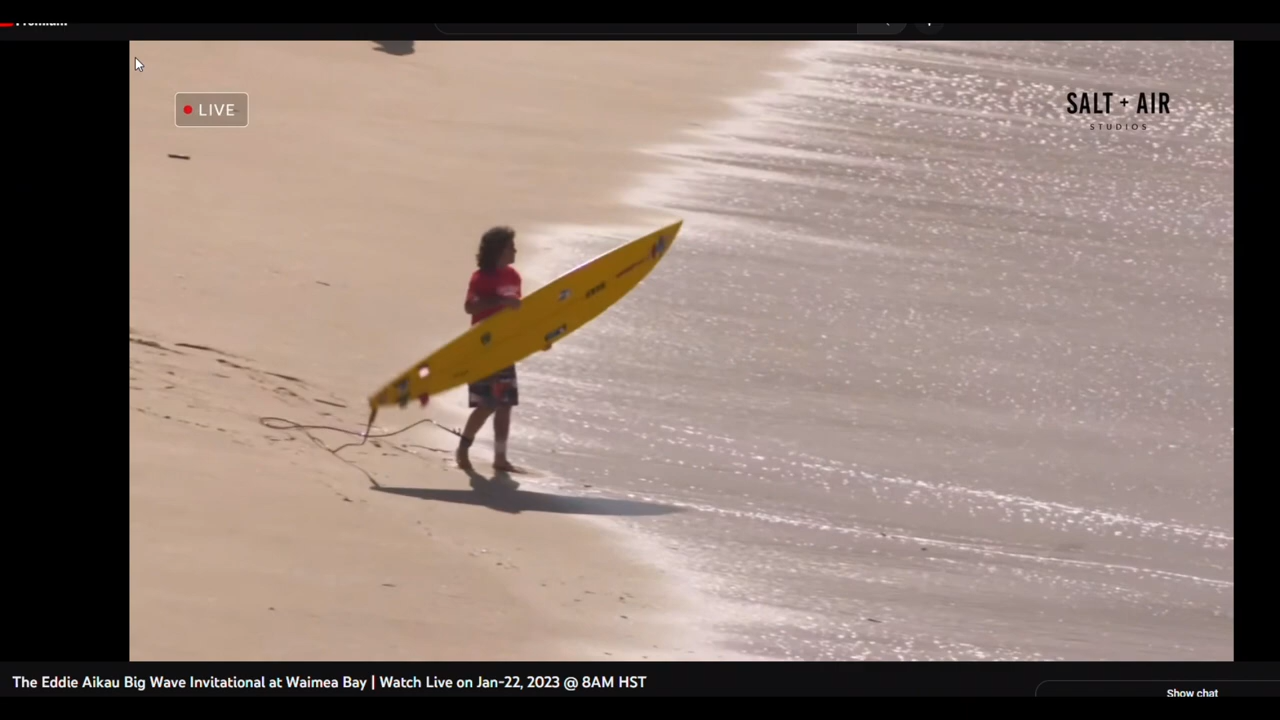 LIVE
SALT + AIR
STUDIOS
The Eddie Aikau Big Wave Invitational at Waimea Bay | Watch Live on Jan-22, 2023 @ 8AM HST
Show chat